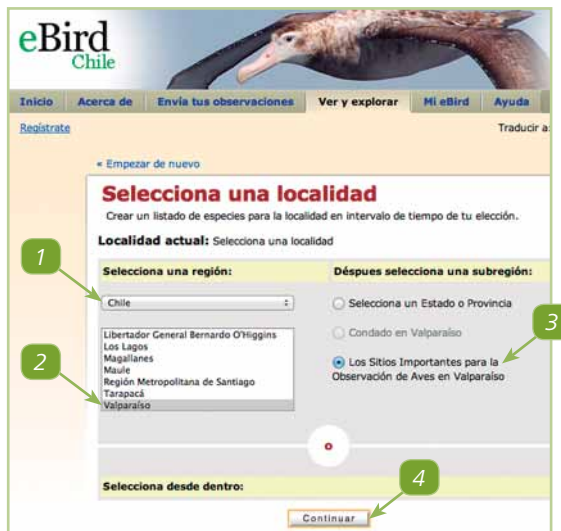 eBird
Chile
Inicio Acerca de Envía tus observaciones Ver y explorar Mi eBird Ayuda
Regístrate
Traducir a:
« Empezar de nuevo
Selecciona una localidad
Crear un listado de especies para la localidad en intervalo de tiempo de tu elección.
Localidad actual: Selecciona una localidad
1
Selecciona una región:
Déspues selecciona una subregión:
Chile
Selecciona un Estado o Provincia
3
Libertador General Bernardo O'Higgins
Condado en Valparaíso
Los Lagos
Magallanes
2
Maule
Los Sitios Importantes para la
Región Metropolitana de Santiago
Observación de Aves en Valparaíso
Tarapacá
Valparaíso
o
4
Selecciona desde dentro:
Continuar